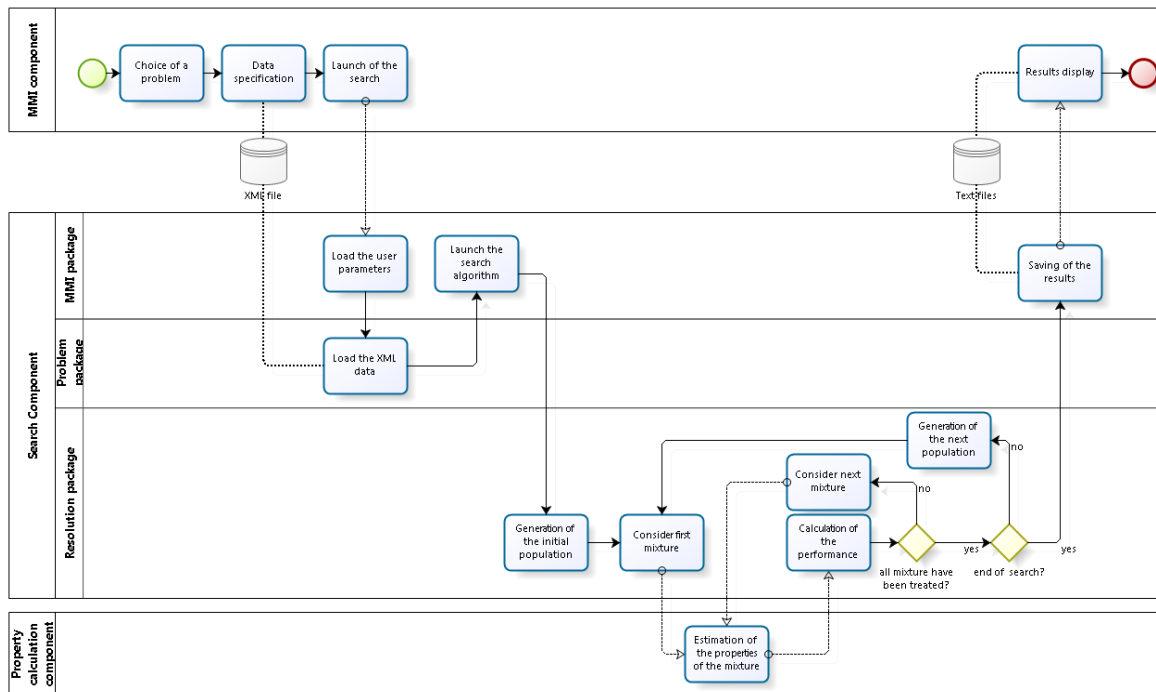 MMI component
Choice of a
problem
Data
specification
Launch of the
search
Results display
XML file
Text files
Search Component
MMI package
Load the user
parameters
Launch the
search
algorithm
Saving of the
results
Problem
package
Load the XML
data
Resolution package
Generation of
the next
population
no
Consider next
mixture
no
Generation of
the initial
population
Consider first
mixture
Calculation of
the
performance
yes
yes
all mixture have
been treated?
end of search?
Property
calculation
component
Estimation of
the properties
of the mixture